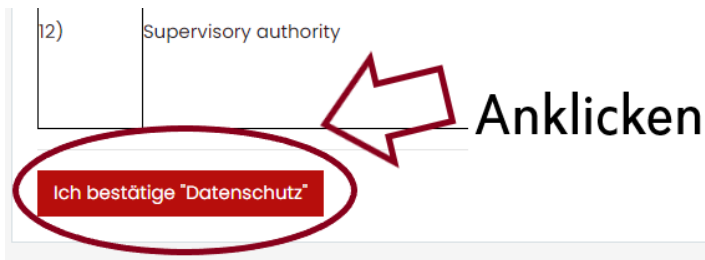 12) Supervisory authority
Anklicken
Ich bestätige "Datenschutz"